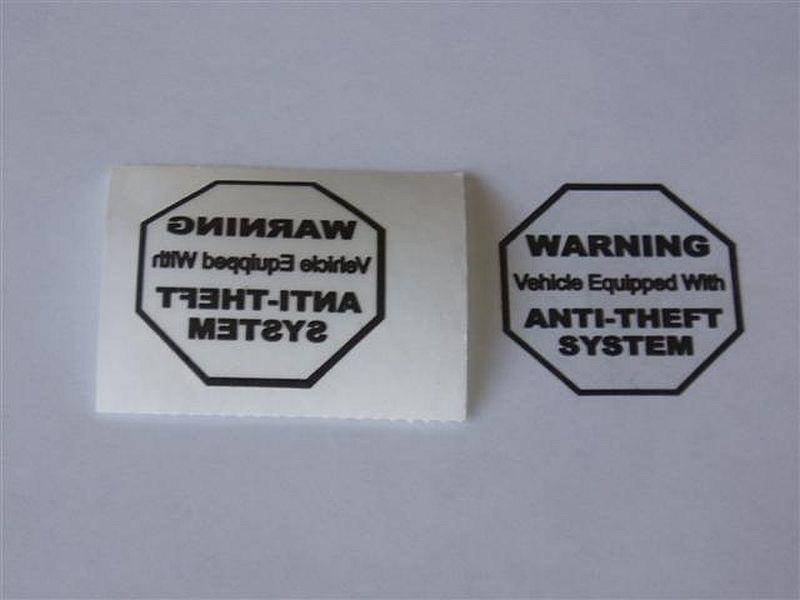 WARNING
Vehicle Equipped With
ANTI-THEFT
SYSTEM
WARNING
Vehicle Equipped With
ANTI-THEFT
SYSTEM